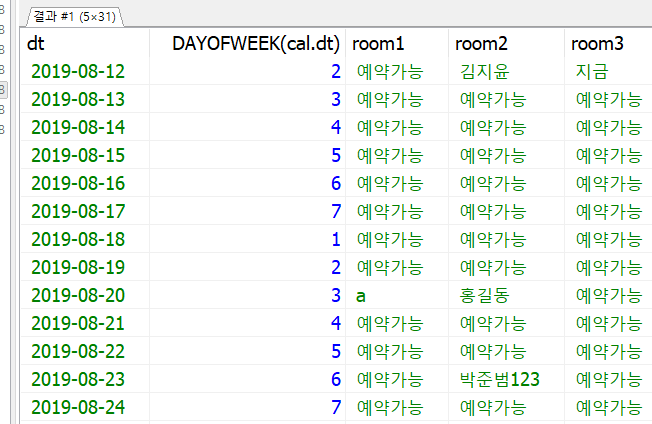 결과 #1 (5×31)
dt DAYOFWEEK(cal.dt) room1 room2 room3
2019-08-12 2 예약가능 김지윤 지금
2019-08-13 3 예약가능 예약가능 예약가능
2019-08-14 4 예약가능 예약가능 예약가능
2019-08-15 5 예약가능 예약가능 예약가능
2019-08-16 6 예약가능 예약가능 예약가능
2019-08-17 7 예약가능 예약가능 예약가능
2019-08-18 1 예약가능 예약가능 예약가능
2019-08-19 2 예약가능 예약가능 예약가능
2019-08-20 3 a 홍길동 예약가능
2019-08-21 4 예약가능 예약가능 예약가능
2019-08-22 5 예약가능 예약가능 예약가능
2019-08-23 6 예약가능 박준범123 예약가능
2019-08-24 7 예약가능 예약가능 예약가능